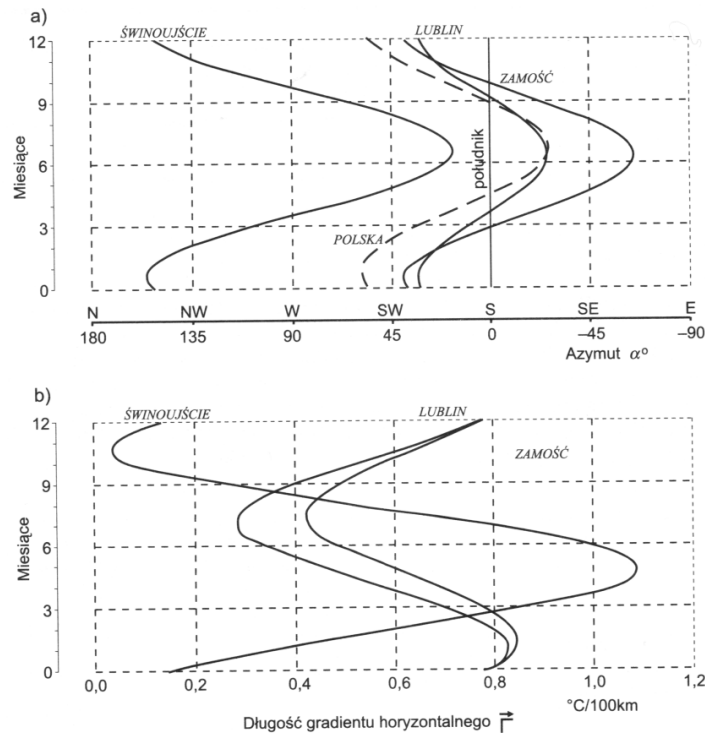 a)
ŚWINOUJŚCIE
LUBLIN
ZAMOŚĆ
POLSKA
południk
Miesiące
12
9
6
3
0
N NW W SW S SE E
180 135 90 45 0 –45 –90
Azymut α°
b)
ŚWINOUJŚCIE
LUBLIN
ZAMOŚĆ
Miesiące
12
9
6
3
0
0,0 0,2 0,4 0,6 0,8 1,0 1,2
°C/100km
Długość gradientu horyzontalnego Γ